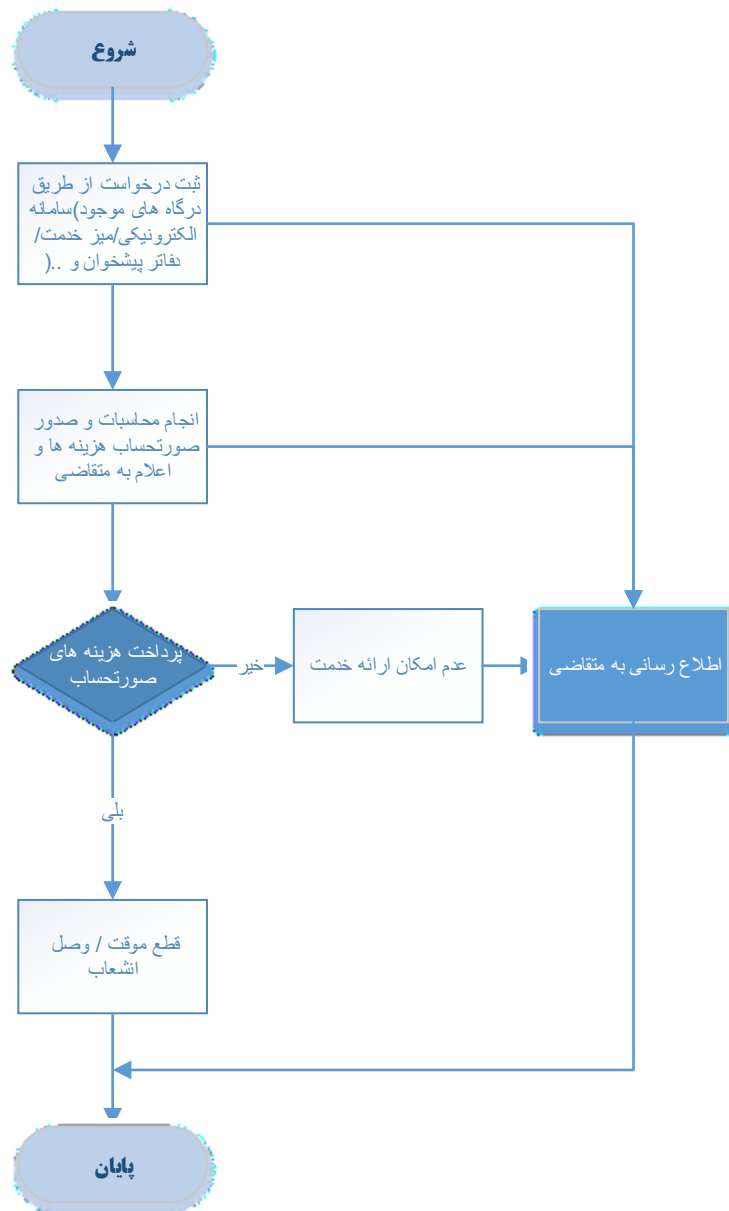 شروع
ثبت درخواست از طریق
درگاه های موجود)سامانه
الکترونیکی/میز خدمت/
دفاتر پیشخوان و ..(
انجام محاسبات و صدور
صورتحساب هزینه ها و
اعلام به متقاضی
پرداخت هزینه های
صورتحساب
خیر
عدم امکان ارائه خدمت
اطلاع رسانی به متقاضی
بلی
قطع موقت / وصل
انشعاب
پایان